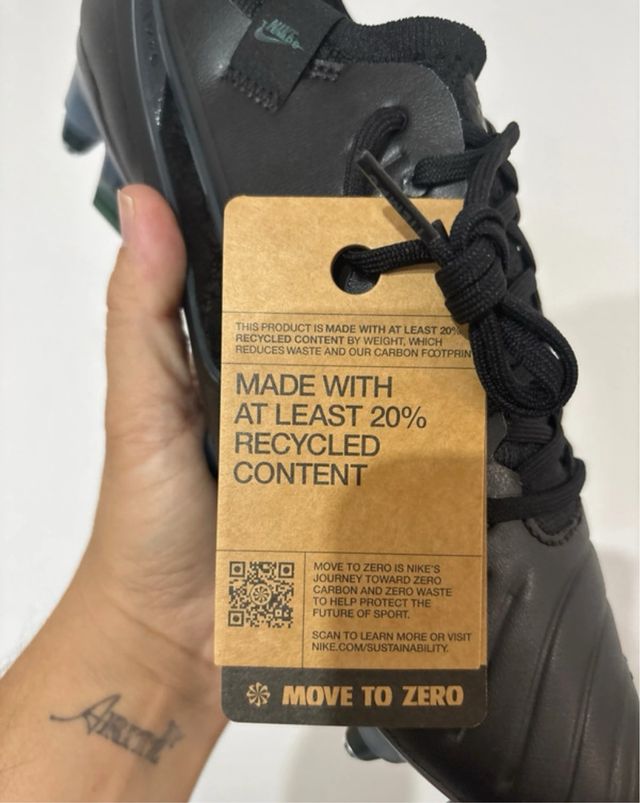 NIKE
THIS PRODUCT IS MADE WITH AT LEAST 20%
RECYCLED CONTENT BY WEIGHT, WHICH
REDUCES WASTE AND OUR CARBON FOOTPRIN
MADE WITH
AT LEAST 20%
RECYCLED
CONTENT
MOVE TO ZERO IS NIKE'S
JOURNEY TOWARD ZERO
CARBON AND ZERO WASTE
TO HELP PROTECT THE
FUTURE OF SPORT.
SCAN TO LEARN MORE OR VISIT
NIKE.COM/SUSTAINABILITY.
MOVE TO ZERO